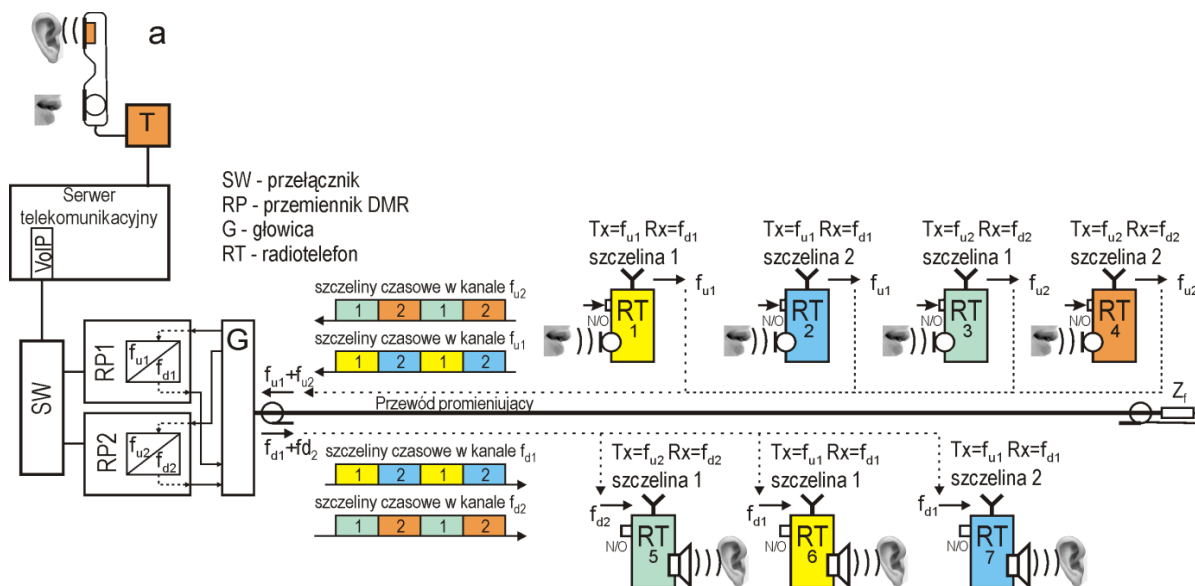 a
T
Serwer
telekomunikacyjny
VoIP
SW - przełącznik
RP - przemiennik DMR
G - głowica
RT - radiotelefon
SW
RP1
fu1
fd1
RP2
fu2
fd2
G
szczeliny czasowe w kanale fu2
1 2 1 2
szczeliny czasowe w kanale fu1
1 2 1 2
fu1+fu2
Przewód promieniujący
fd1+fd2
szczeliny czasowe w kanale fd1
1 2 1 2
szczeliny czasowe w kanale fd2
1 2 1 2
Tx=fu1 Rx=fd1
szczelina 1
fu1
N/O
RT
1
Tx=fu1 Rx=fd1
szczelina 2
fu1
N/O
RT
2
Tx=fu2 Rx=fd2
szczelina 1
fu2
N/O
RT
3
Tx=fu2 Rx=fd2
szczelina 2
fu2
N/O
RT
4
Zf
Tx=fu2 Rx=fd2
szczelina 1
fd2
N/O
RT
5
Tx=fu1 Rx=fd1
szczelina 1
fd1
N/O
RT
6
Tx=fu1 Rx=fd1
szczelina 2
fd1
N/O
RT
7